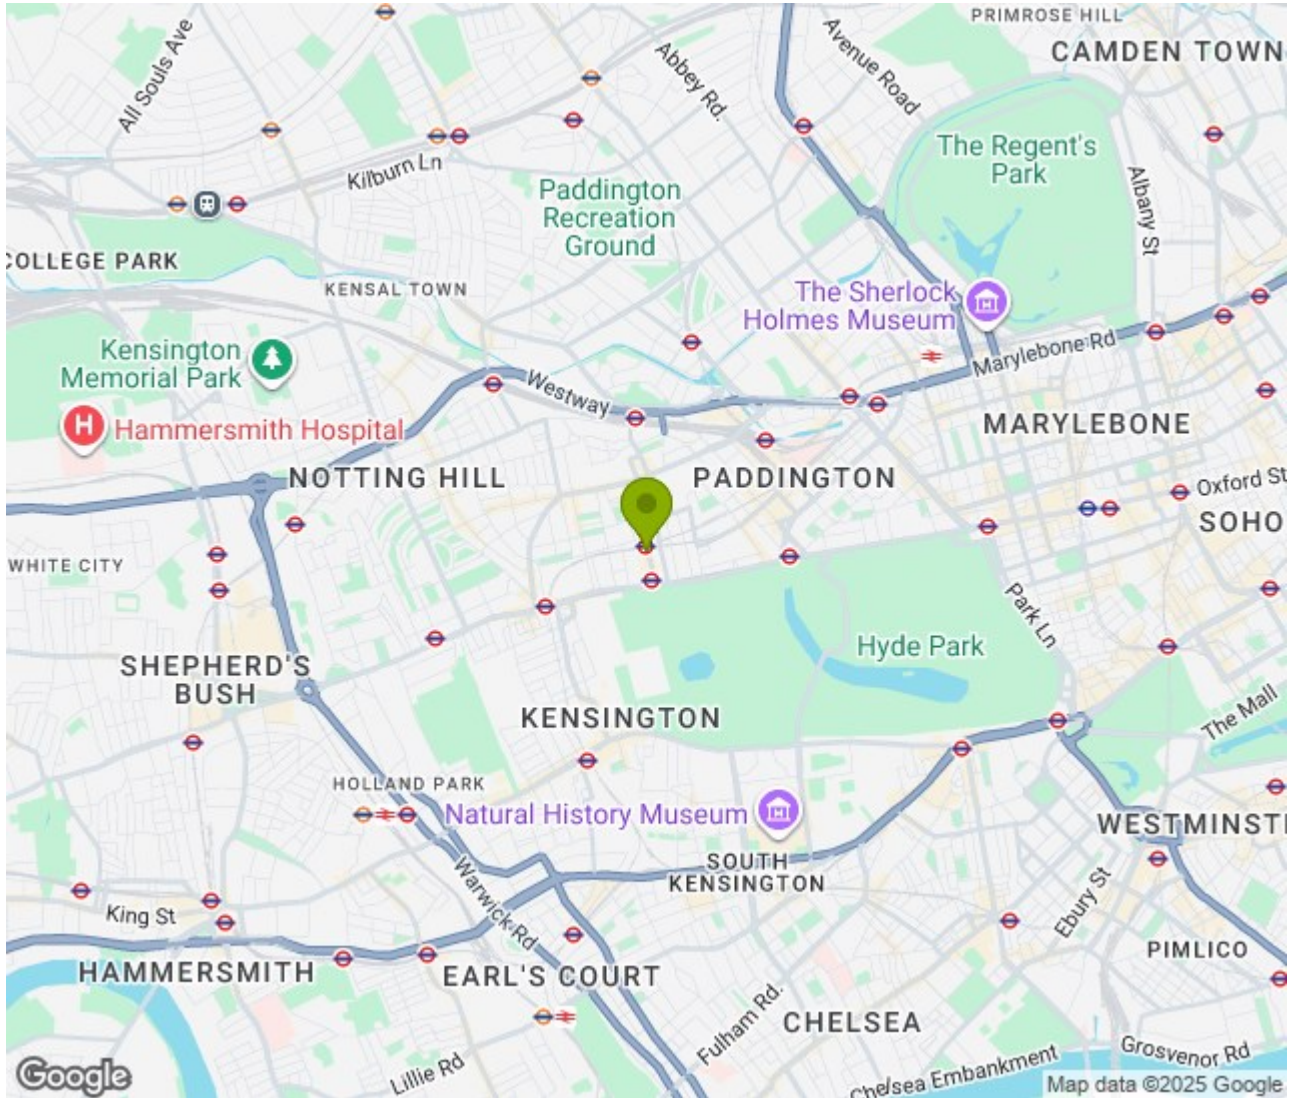 PRIMROSE HILL
CAMDEN TOWN
All Souls Ave
Abbey Rd.
Avenue Road
The Regent's
Park
Albany St
Kilburn Ln
Paddington
Recreation
Ground
COLLEGE PARK
KENSAL TOWN
The Sherlock
Holmes Museum
Marylebone Rd
Kensington
Memorial Park
Westway
H
Hammersmith Hospital
MARYLEBONE
NOTTING HILL
PADDINGTON
Oxford St
SOHO
WHITE CITY
Park Ln
Hyde Park
SHEPHERD'S
BUSH
The Mall
KENSINGTON
HOLLAND PARK
Natural History Museum
WESTMINSTE
SOUTH
KENSINGTON
Warwick Rd
Ebury St
King St
PIMLICO
HAMMERSMITH
EARL'S COURT
Fulham Rd.
CHELSEA
Grosvenor Rd
Chelsea Embankment
Lillie Rd
Google
Map data ©2025 Google